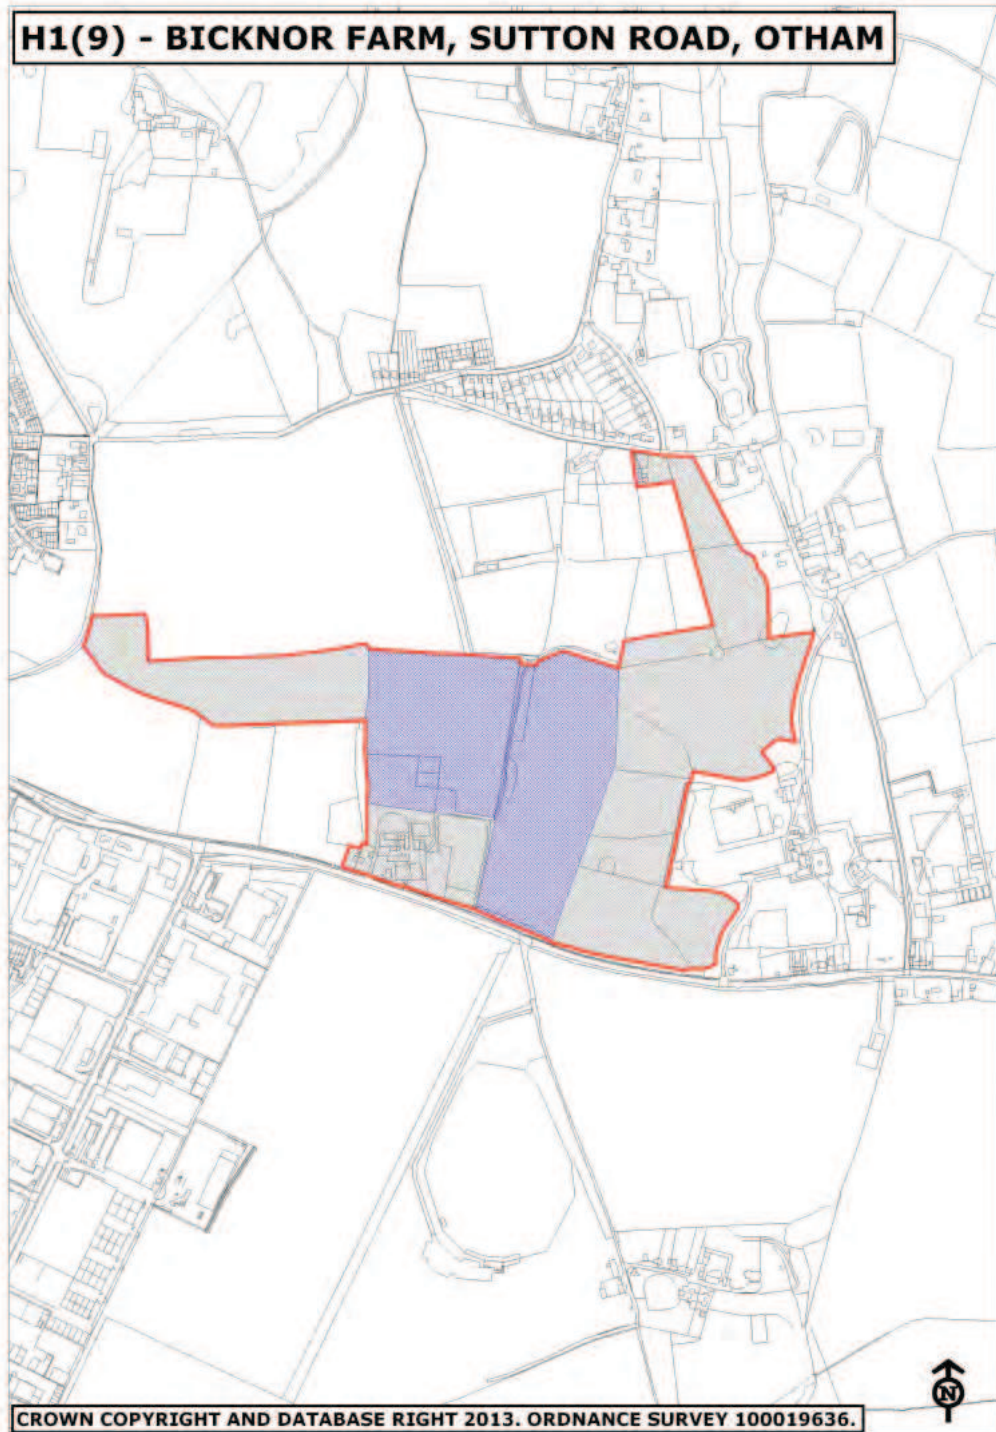 H1(9) - BICKNOR FARM, SUTTON ROAD, OTHAM
N
CROWN COPYRIGHT AND DATABASE RIGHT 2013. ORDNANCE SURVEY 100019636.